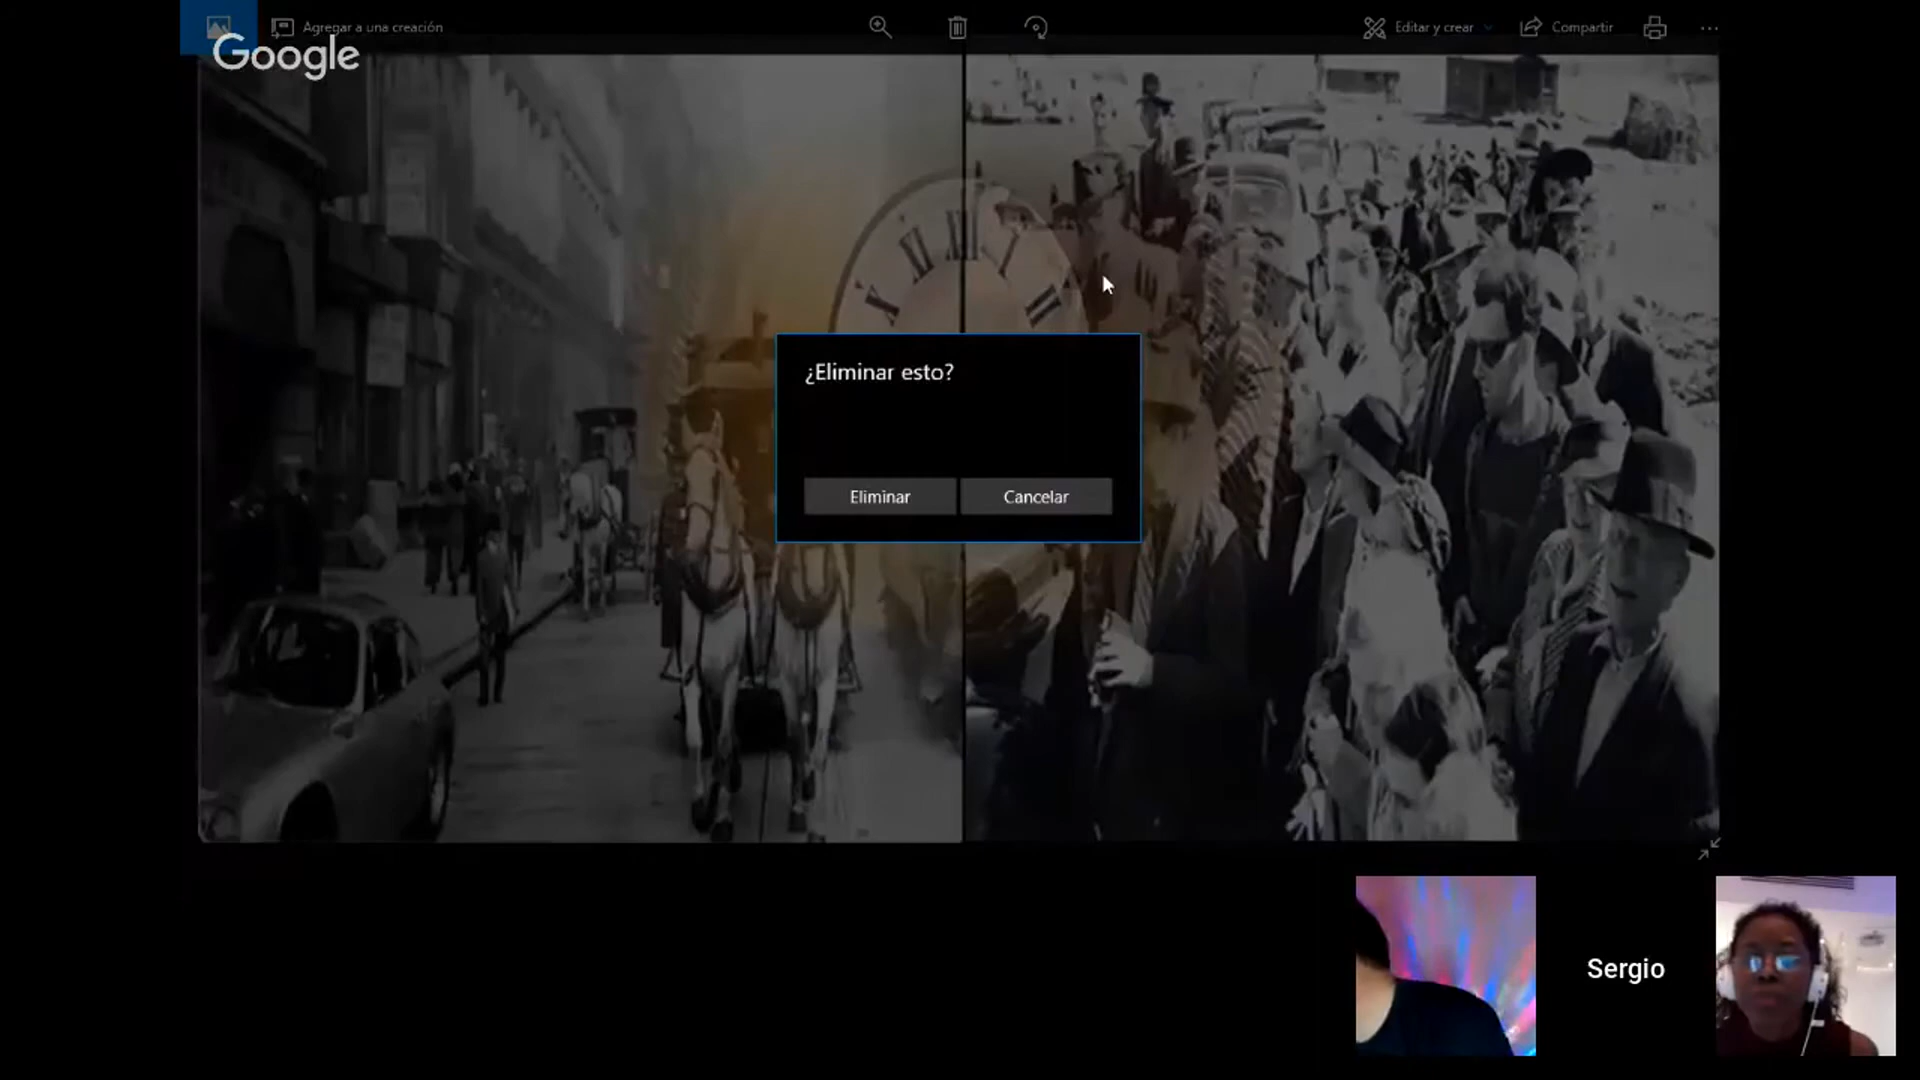 Agregar a una creación
Editar y crear
Compartir
Google
¿Eliminar esto?
Eliminar
Cancelar
Sergio